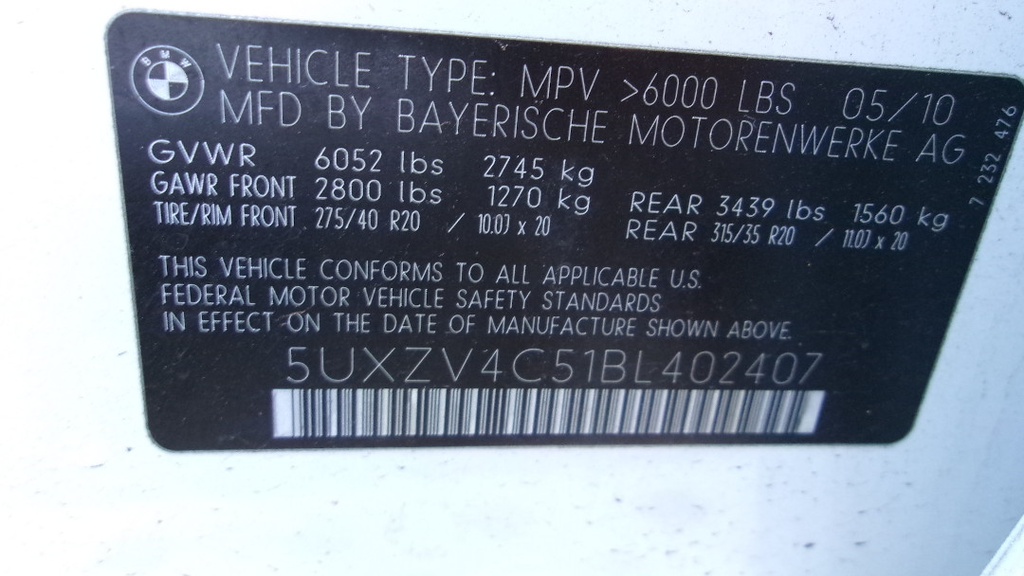 BMW
VEHICLE TYPE: MPV >6000 LBS 05/10
MFD BY BAYERISCHE MOTORENWERKE AG
GVWR 6052 lbs 2745 kg
GAWR FRONT 2800 lbs 1270 kg REAR 3439 lbs 1560 kg
TIRE/RIM FRONT 275/40 R20 / 10.0J x 20 REAR 315/35 R20 / 11.0J x 20
THIS VEHICLE CONFORMS TO ALL APPLICABLE U.S.
FEDERAL MOTOR VEHICLE SAFETY STANDARDS
IN EFFECT ON THE DATE OF MANUFACTURE SHOWN ABOVE.
5UXZV4C51BL402407
7 232 476